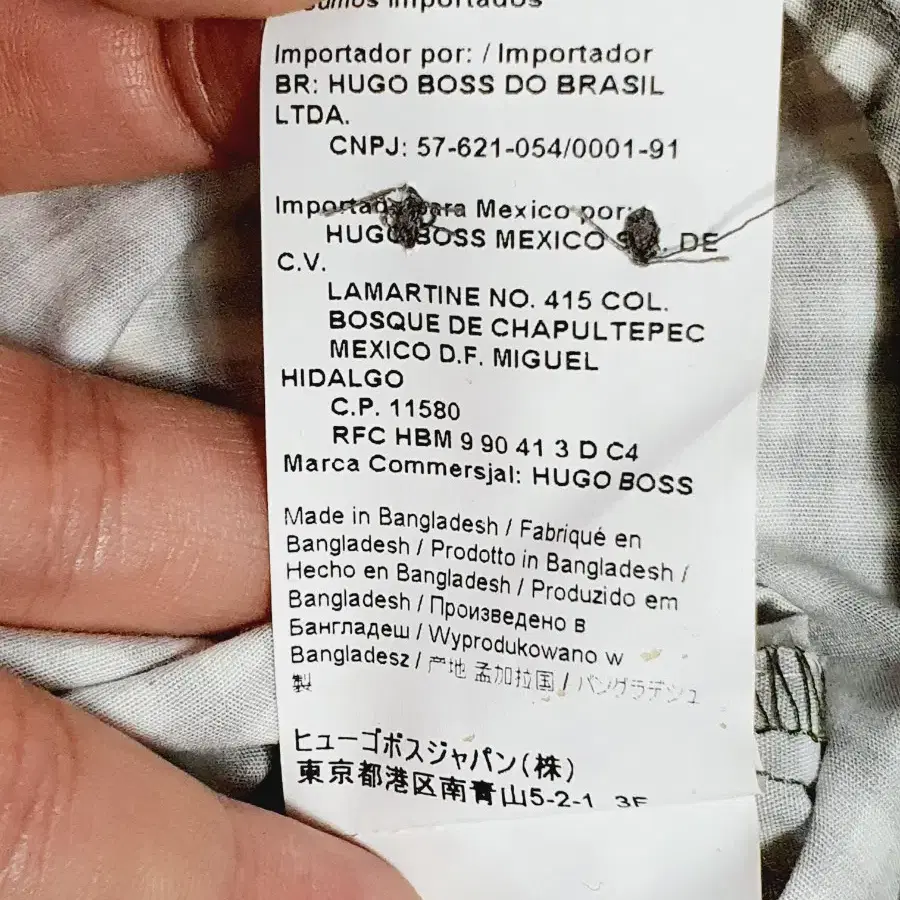 Importador por: / Importador
BR: HUGO BOSS DO BRASIL
LTDA.
CNPJ: 57-621-054/0001-91
Mexico por:
HUGO BOSS MEXICO DE
C.V.
LAMARTINE NO. 415 COL.
BOSQUE DE CHAPULTEPEC
MEXICO D.F. MIGUEL
HIDALGO
C.P. 11580
RFC HBM 9 90 41 3 D C4
Marca Commersjal: HUGO BOSS
Made in Bangladesh / Fabriqué en
Bangladesh / Prodotto in Bangladesh /
Hecho en Bangladesh / Produzido em
Bangladesh / Произведено в
Бангладеш / Wyprodukowano w
Bangladesz / 产地 孟加拉国 / バングラデシュ
製
ヒューゴボスジャパン(株)
東京都港区南青山5-2-1 3F